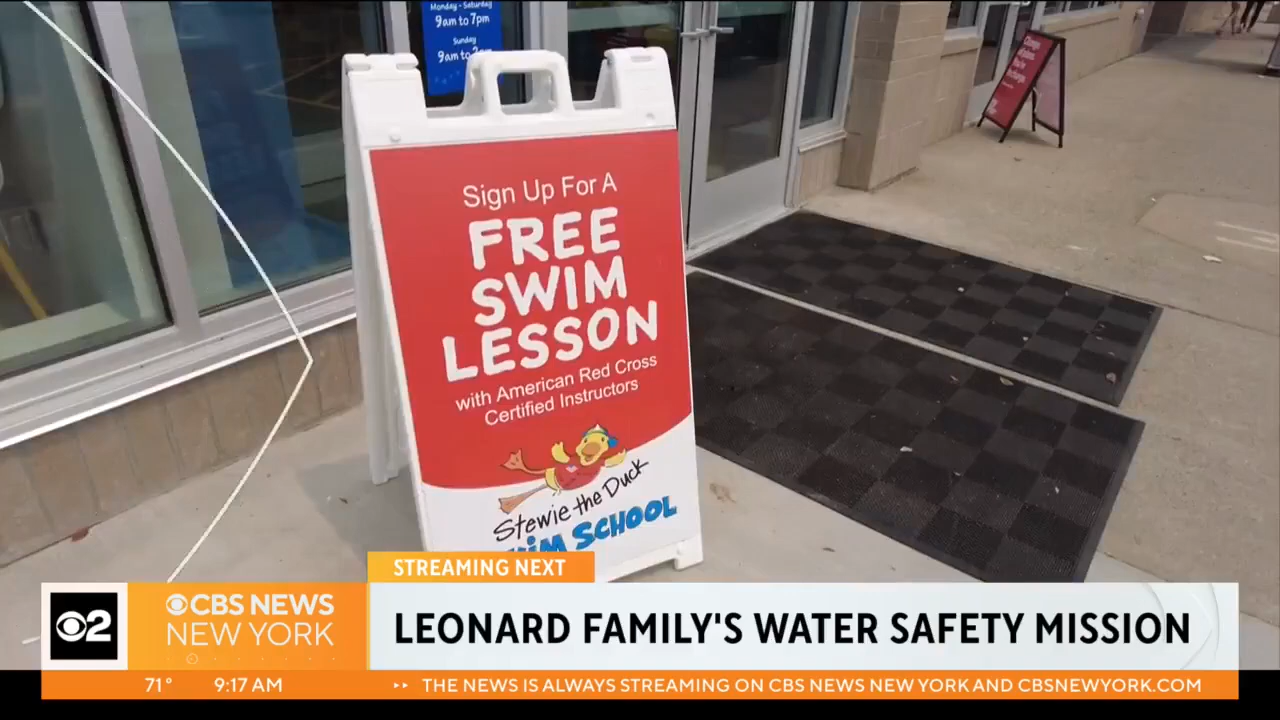 Monday - Saturday
9am to 7pm
Sunday
9am to
Sign Up For A
FREE
SWIM
LESSON
with American Red Cross
Certified Instructors
Stewie the Duck
SCHOOL
STREAMING NEXT
CBS NEWS
NEW YORK
2
LEONARD FAMILY'S WATER SAFETY MISSION
71° 9:17 AM
THE NEWS IS ALWAYS STREAMING ON CBS NEWS NEW YORK AND CBSNEWYORK.COM